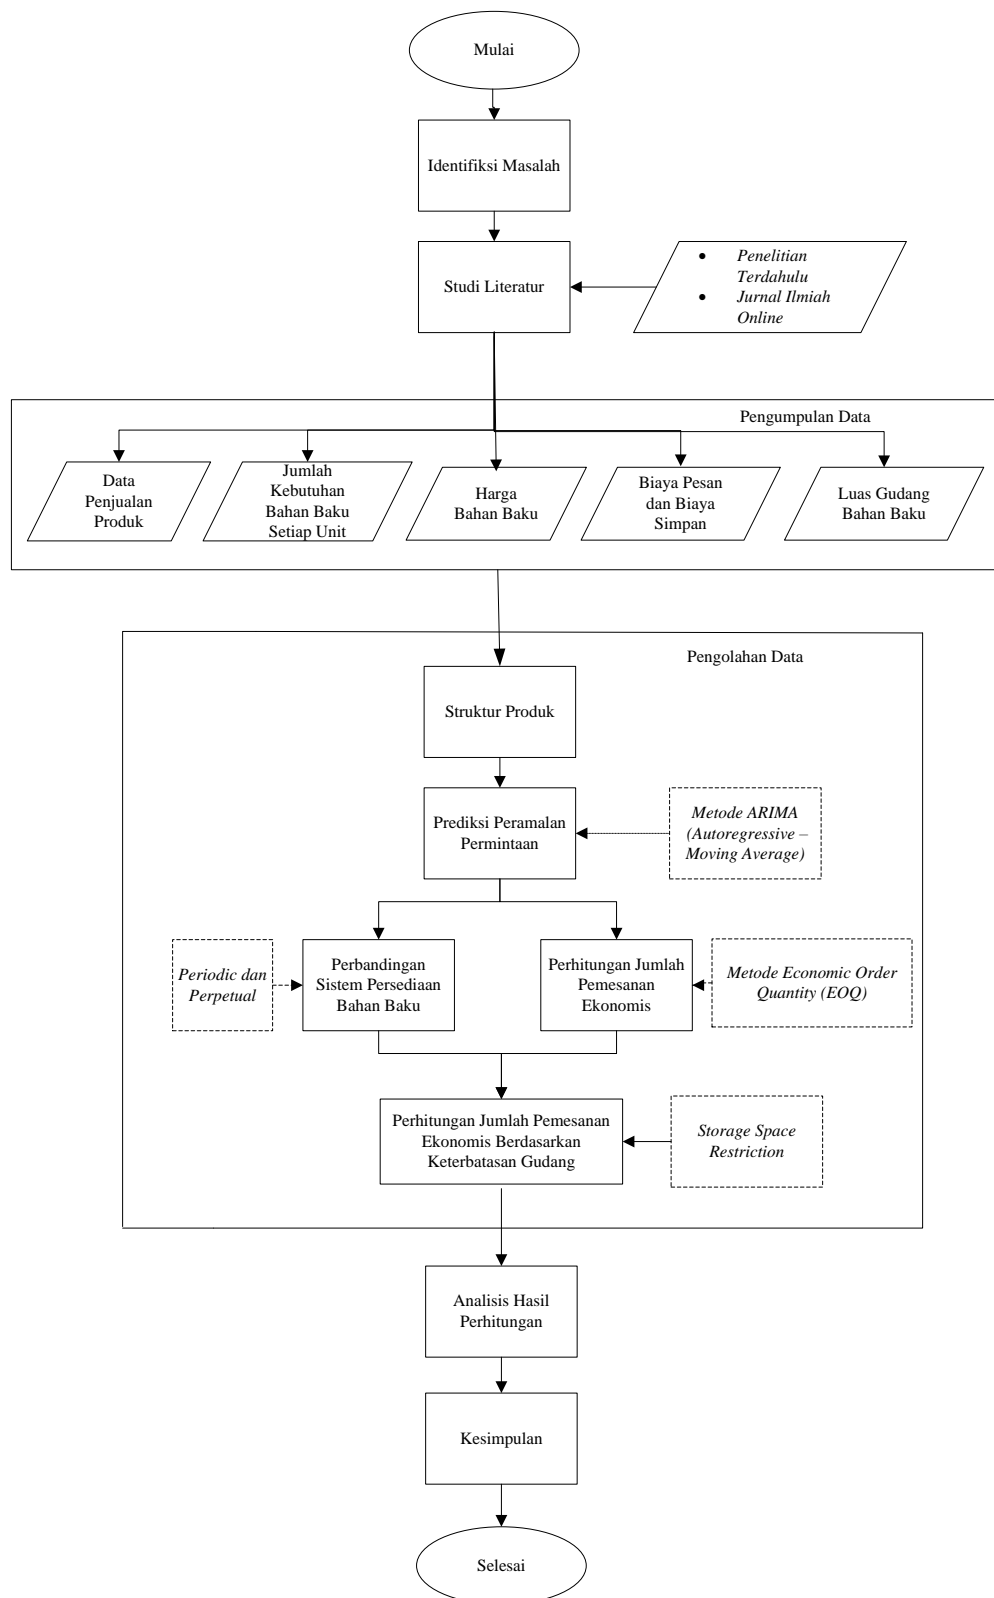 Mulai
Identifiksi Masalah
Studi Literatur
• Penelitian
Terdahulu
• Jurnal Ilmiah
Online
Pengumpulan Data
Data
Penjualan
Produk
Jumlah
Kebutuhan
Bahan Baku
Setiap Unit
Harga
Bahan Baku
Biaya Pesan
dan Biaya
Simpan
Luas Gudang
Bahan Baku
Pengolahan Data
Struktur Produk
Prediksi Peramalan
Permintaan
Metode ARIMA
(Autoregressive –
Moving Average)
Periodic dan
Perpetual
Perbandingan
Sistem Persediaan
Bahan Baku
Perhitungan Jumlah
Pemesanan
Ekonomis
Metode Economic Order
Quantity (EOQ)
Perhitungan Jumlah Pemesanan
Ekonomis Berdasarkan
Keterbatasan Gudang
Storage Space
Restriction
Analisis Hasil
Perhitungan
Kesimpulan
Selesai